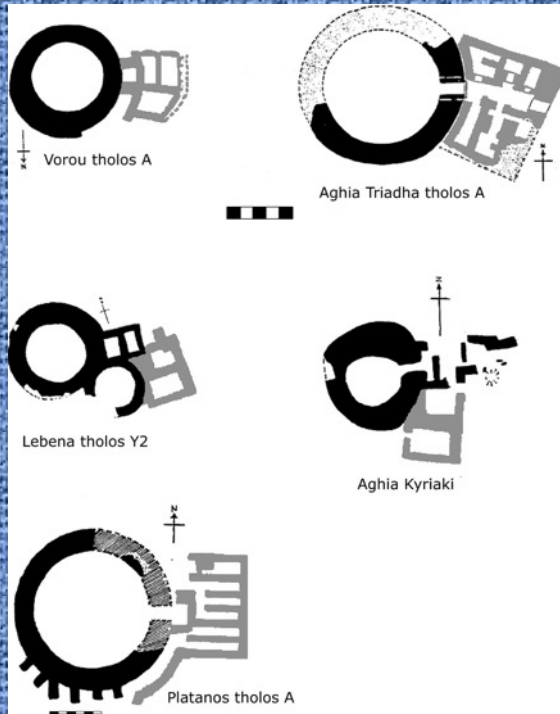 Vorou tholos A
Aghia Triadha tholos A
N
Lebena tholos Y2
N
Aghia Kyriaki
N
Platanos tholos A